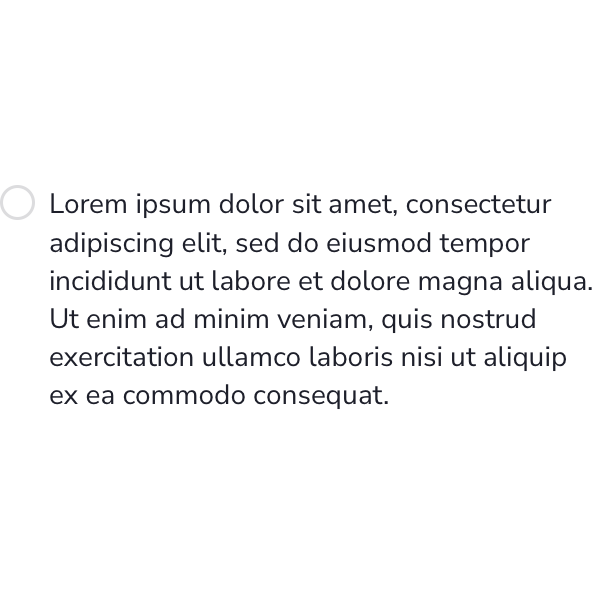 Lorem ipsum dolor sit amet, consectetur
adipiscing elit, sed do eiusmod tempor
incididunt ut labore et dolore magna aliqua.
Ut enim ad minim veniam, quis nostrud
exercitation ullamco laboris nisi ut aliquip
ex ea commodo consequat.